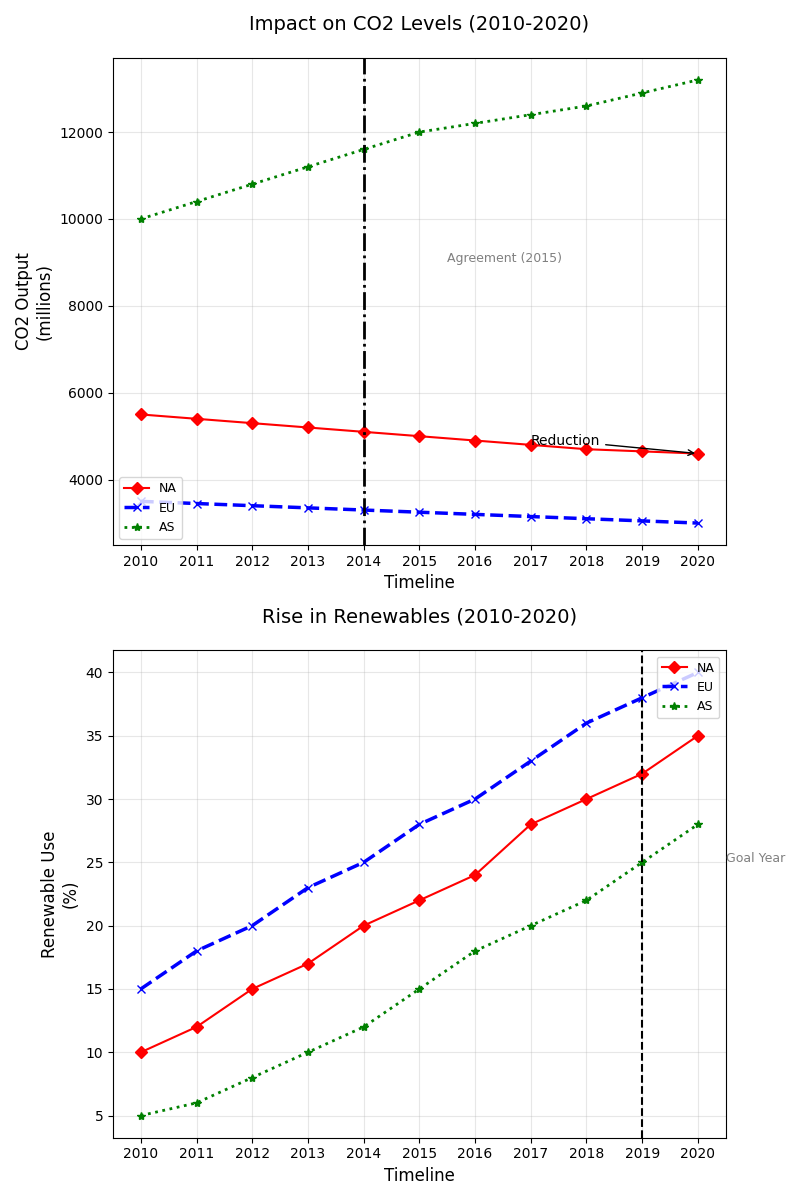 Impact on CO2 Levels (2010-2020)
CO2 Output
(millions)
12000
10000
8000
6000
4000
Agreement (2015)
Reduction
NA
EU
AS
2010 2011 2012 2013 2014 2015 2016 2017 2018 2019 2020
Timeline
Rise in Renewables (2010-2020)
Renewable Use
(%)
40
35
30
25
20
15
10
5
NA
EU
AS
Goal Year
2010 2011 2012 2013 2014 2015 2016 2017 2018 2019 2020
Timeline